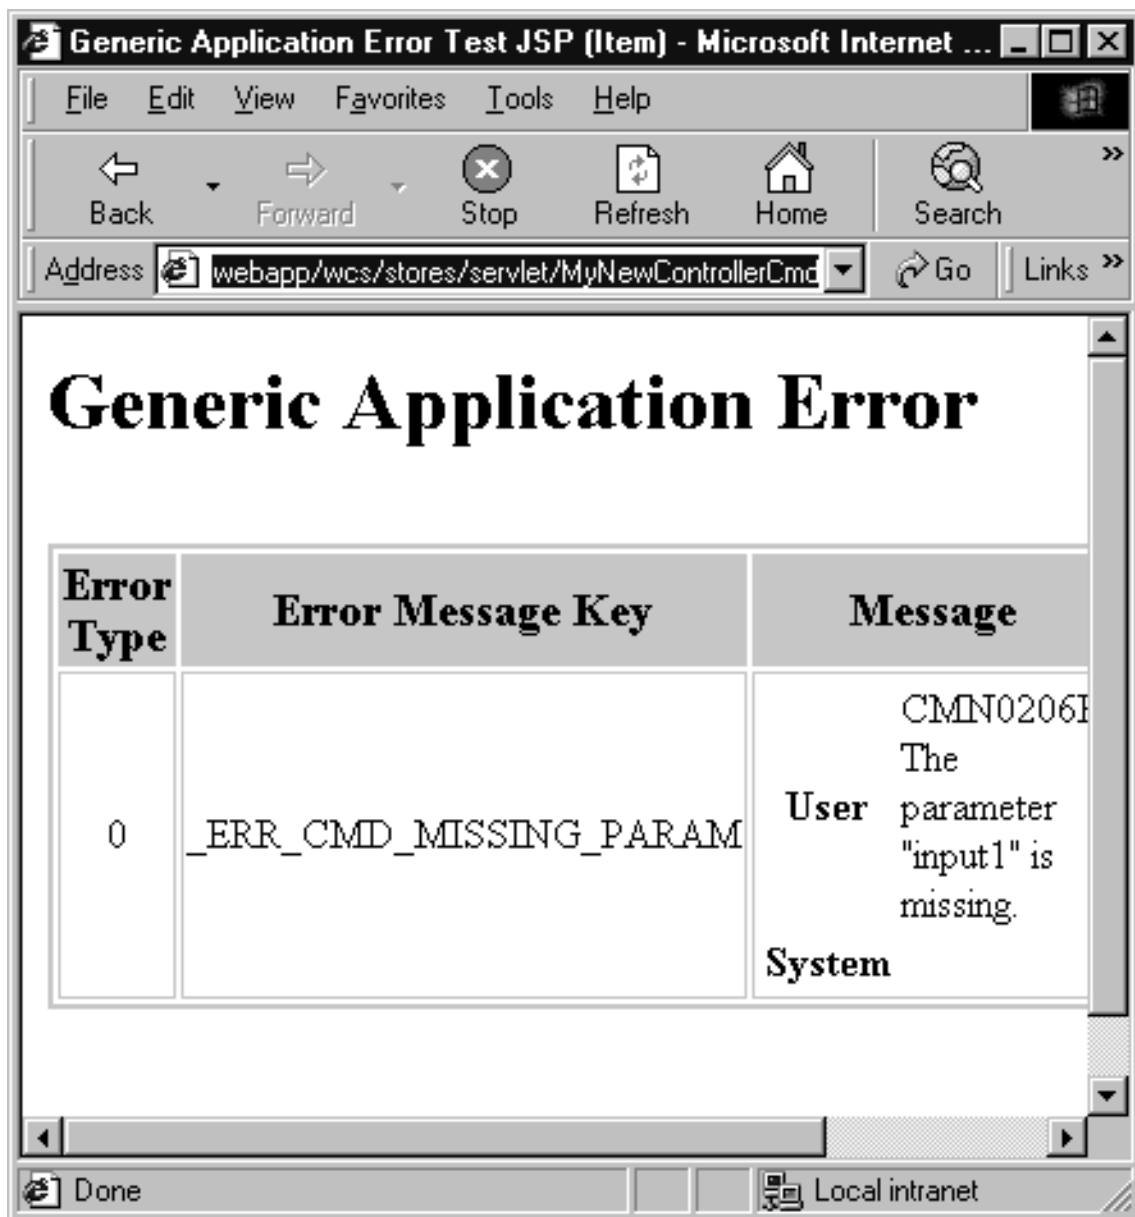 Generic Application Error Test JSP (Item) - Microsoft Internet ...
File Edit View Favorites Tools Help
»
Back Forward Stop Refresh Home Search
Address webapp/wcs/stores/servlet/MyNewControllerCmd Go Links »
Generic Application Error
Error
Type
Error Message Key
Message
0
_ERR_CMD_MISSING_PARAM
User
CMN0206E
The
parameter
"input1" is
missing.
System
Done Local intranet